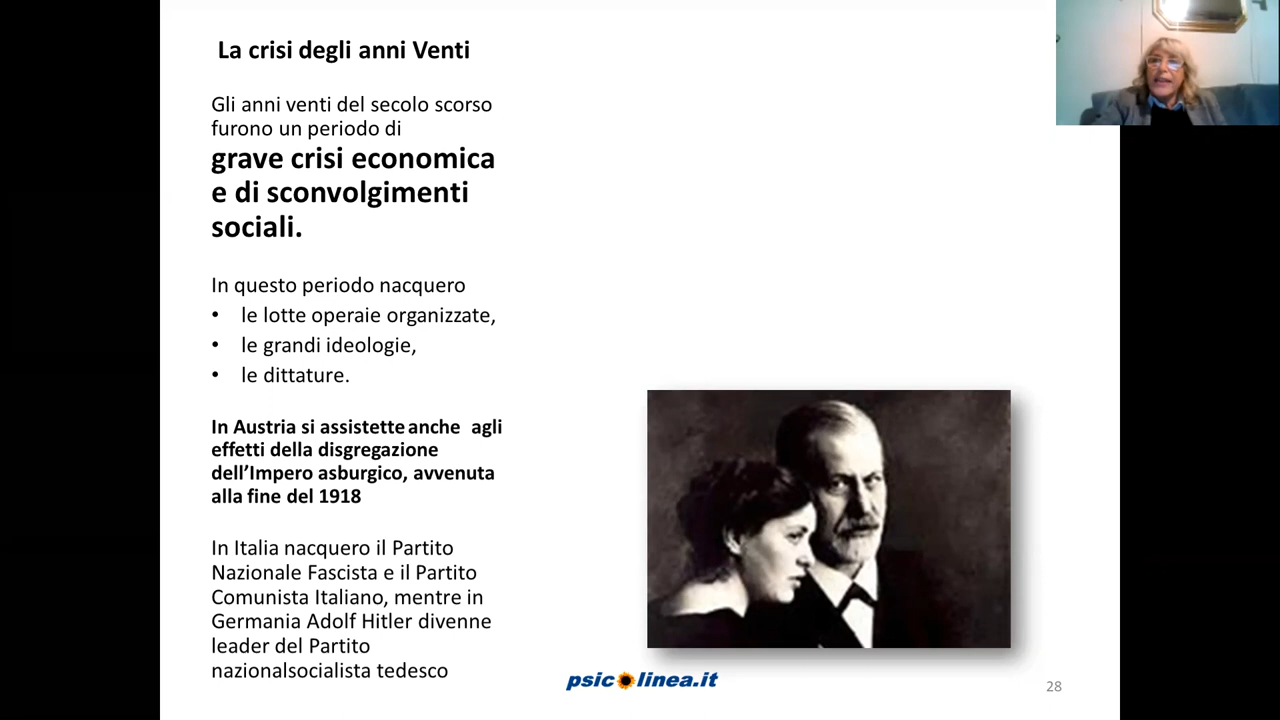 La crisi degli anni Venti
Gli anni venti del secolo scorso
furono un periodo di
grave crisi economica
e di sconvolgimenti
sociali.
In questo periodo nacquero
• le lotte operaie organizzate,
• le grandi ideologie,
• le dittature.
In Austria si assistette anche agli
effetti della disgregazione
dell’Impero asburgico, avvenuta
alla fine del 1918
In Italia nacquero il Partito
Nazionale Fascista e il Partito
Comunista Italiano, mentre in
Germania Adolf Hitler divenne
leader del Partito
nazionalsocialista tedesco
psicolinea.it
28